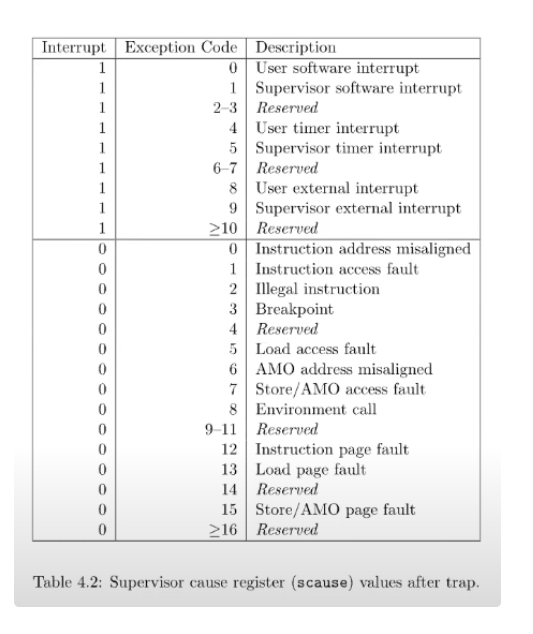 Interrupt Exception Code Description
1 0 User software interrupt
1 1 Supervisor software interrupt
1 2–3 Reserved
1 4 User timer interrupt
1 5 Supervisor timer interrupt
1 6–7 Reserved
1 8 User external interrupt
1 9 Supervisor external interrupt
1 ≥10 Reserved
0 0 Instruction address misaligned
0 1 Instruction access fault
0 2 Illegal instruction
0 3 Breakpoint
0 4 Reserved
0 5 Load access fault
0 6 AMO address misaligned
0 7 Store/AMO access fault
0 8 Environment call
0 9–11 Reserved
0 12 Instruction page fault
0 13 Load page fault
0 14 Reserved
0 15 Store/AMO page fault
0 ≥16 Reserved
Table 4.2: Supervisor cause register (scause) values after trap.